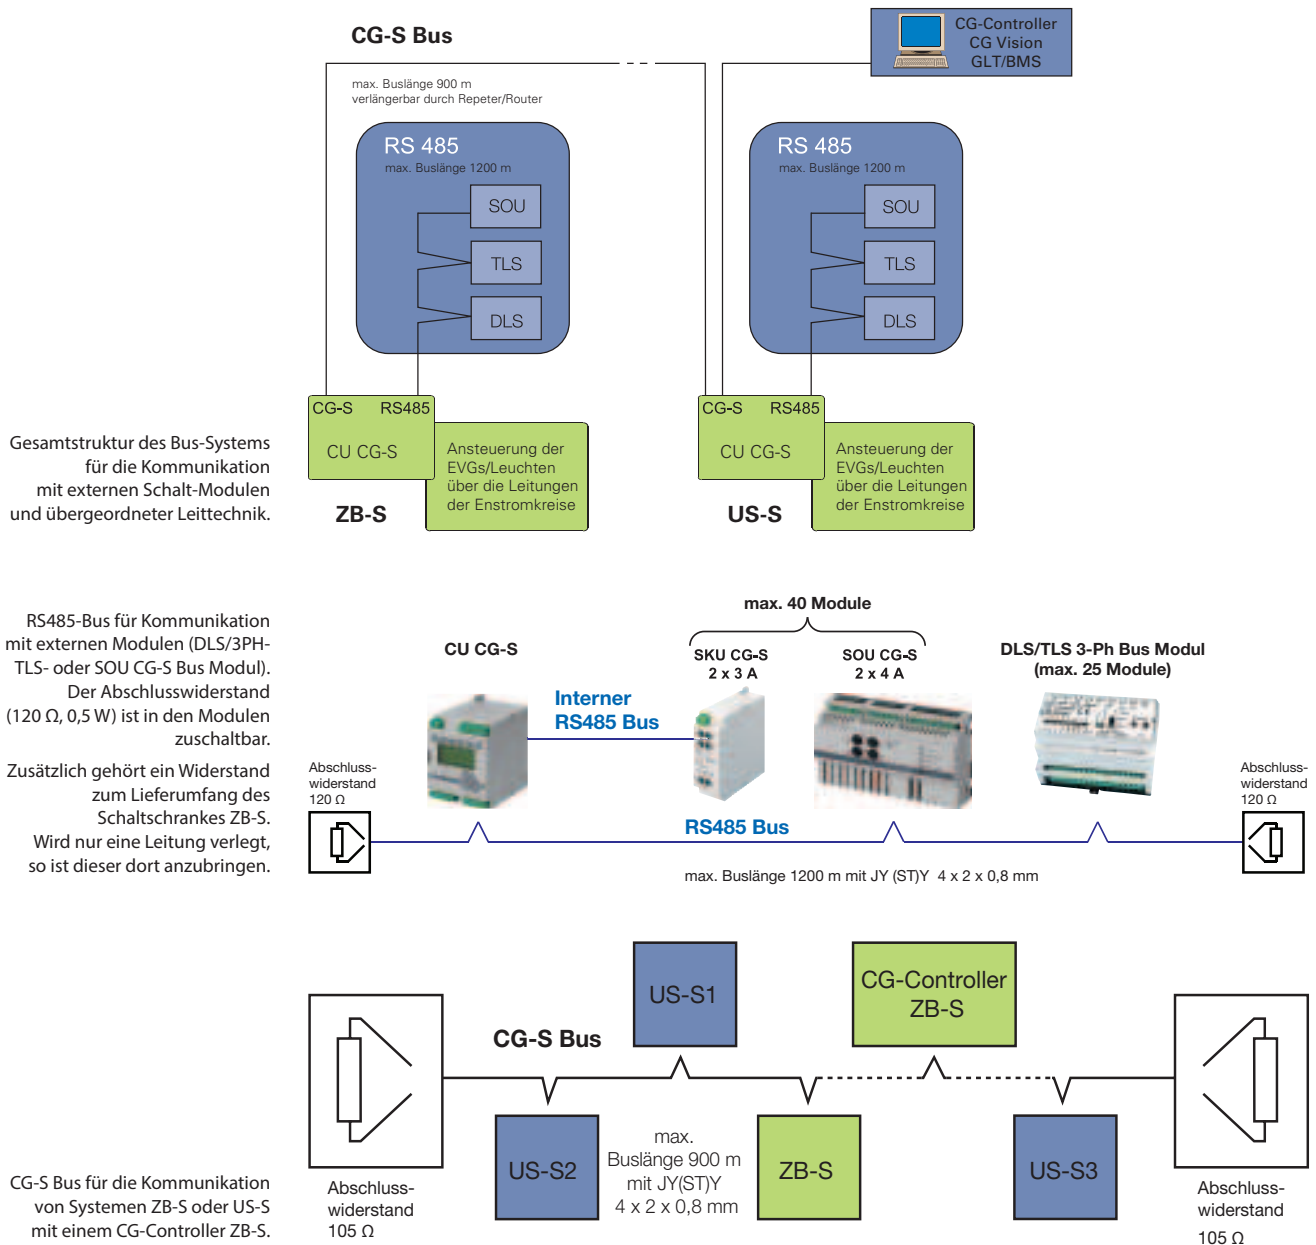 CG-S Bus
max. Buslänge 900 m
verlängerbar durch Repeter/Router
CG-Controller
CG Vision
GLT/BMS
RS 485
max. Buslänge 1200 m
SOU
TLS
DLS
RS 485
max. Buslänge 1200 m
SOU
TLS
DLS
CG-S RS485
CU CG-S
Ansteuerung der
EVGs/Leuchten
über die Leitungen
der Enstromkreise
ZB-S
CG-S RS485
CU CG-S
Ansteuerung der
EVGs/Leuchten
über die Leitungen
der Enstromkreise
US-S
Gesamtstruktur des Bus-Systems
für die Kommunikation
mit externen Schalt-Modulen
und übergeordneter Leittechnik.
RS485-Bus für Kommunikation
mit externen Modulen (DLS/3PH-
TLS- oder SOU CG-S Bus Modul).
Der Abschlusswiderstand
(120 Ω, 0,5 W) ist in den Modulen
zuschaltbar.
Zusätzlich gehört ein Widerstand
zum Lieferumfang des
Schaltschrankes ZB-S.
Wird nur eine Leitung verlegt,
so ist dieser dort anzubringen.
max. 40 Module
CU CG-S
SKU CG-S
2 x 3 A
SOU CG-S
2 x 4 A
DLS/TLS 3-Ph Bus Modul
(max. 25 Module)
Interner
RS485 Bus
Abschluss-
widerstand
120 Ω
RS485 Bus
Abschluss-
widerstand
120 Ω
max. Buslänge 1200 m mit JY (ST)Y 4 x 2 x 0,8 mm
US-S1
CG-Controller
ZB-S
CG-S Bus
US-S2
max.
Buslänge 900 m
mit JY(ST)Y
4 x 2 x 0,8 mm
ZB-S
US-S3
Abschluss-
widerstand
105 Ω
Abschluss-
widerstand
105 Ω
CG-S Bus für die Kommunikation
von Systemen ZB-S oder US-S
mit einem CG-Controller ZB-S.